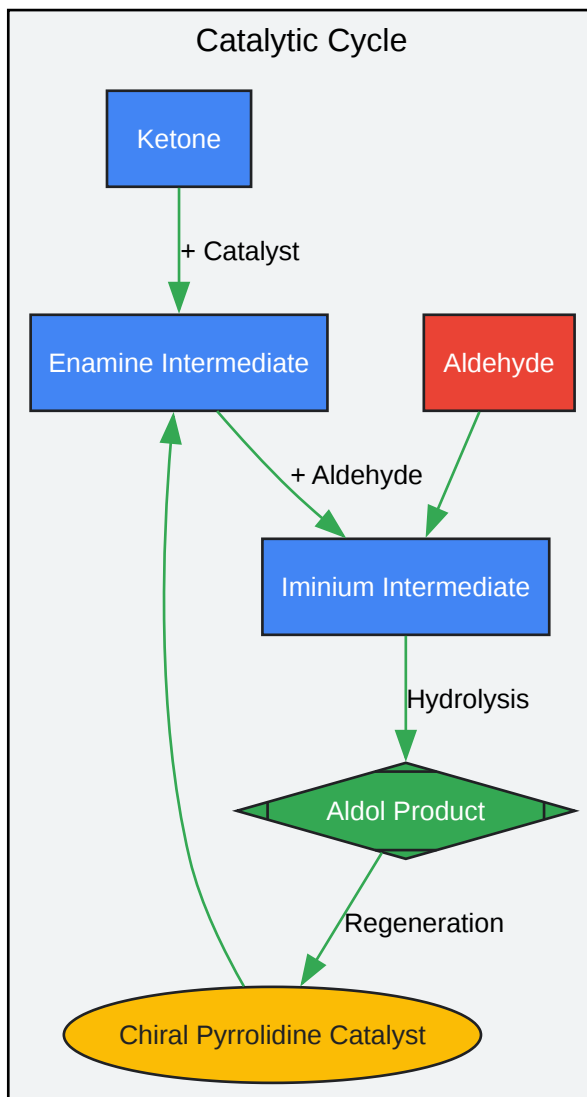 Catalytic Cycle
Ketone
+ Catalyst
Enamine Intermediate
Aldehyde
+ Aldehyde
Iminium Intermediate
Hydrolysis
Aldol Product
Regeneration
Chiral Pyrrolidine Catalyst